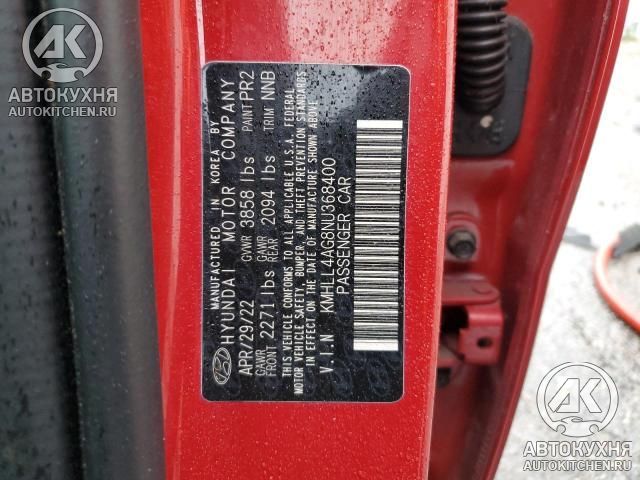 MANUFACTURED IN KOREA BY
HYUNDAI MOTOR COMPANY
APR/29/22 GVWR 3858 lbs PAINT PR2
GAWR FRONT 2271 lbs GAWR REAR 2094 lbs TRIM NNB
THIS VEHICLE CONFORMS TO ALL APPLICABLE U.S.A. FEDERAL
MOTOR VEHICLE SAFETY, BUMPER, AND THEFT PREVENTION STANDARDS
IN EFFECT ON THE DATE OF MANUFACTURE SHOWN ABOVE.
V.I.N KMHLL4AG8NU368400
PASSENGER CAR
АВТОКУХНЯ
AUTOKITCHEN.RU
АВТОКУХНЯ
AUTOKITCHEN.RU